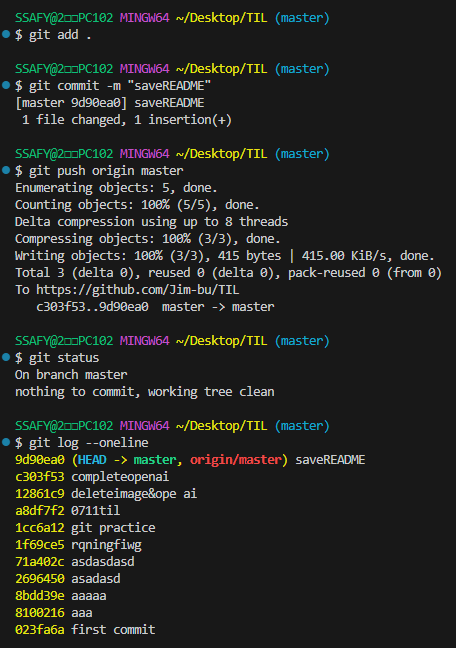 SSAFY@2□□PC102 MINGW64 ~/Desktop/TIL (master)
$ git add .
SSAFY@2□□PC102 MINGW64 ~/Desktop/TIL (master)
$ git commit -m "saveREADME"
[master 9d90ea0] saveREADME
 1 file changed, 1 insertion(+)
SSAFY@2□□PC102 MINGW64 ~/Desktop/TIL (master)
$ git push origin master
Enumerating objects: 5, done.
Counting objects: 100% (5/5), done.
Delta compression using up to 8 threads
Compressing objects: 100% (3/3), done.
Writing objects: 100% (3/3), 415 bytes | 415.00 KiB/s, done.
Total 3 (delta 0), reused 0 (delta 0), pack-reused 0 (from 0)
To https://github.com/Jim-bu/TIL
   c303f53..9d90ea0  master -> master
SSAFY@2□□PC102 MINGW64 ~/Desktop/TIL (master)
$ git status
On branch master
nothing to commit, working tree clean
SSAFY@2□□PC102 MINGW64 ~/Desktop/TIL (master)
$ git log --oneline
9d90ea0 (HEAD -> master, origin/master) saveREADME
c303f53 completeopenai
12861c9 deleteimage&ope ai
a8df7f2 0711til
1cc6a12 git practice
1f69ce5 rqningfiwg
71a402c asdasdasd
2696450 asadasd
8bdd39e aaaaa
8100216 aaa
023fa6a first commit